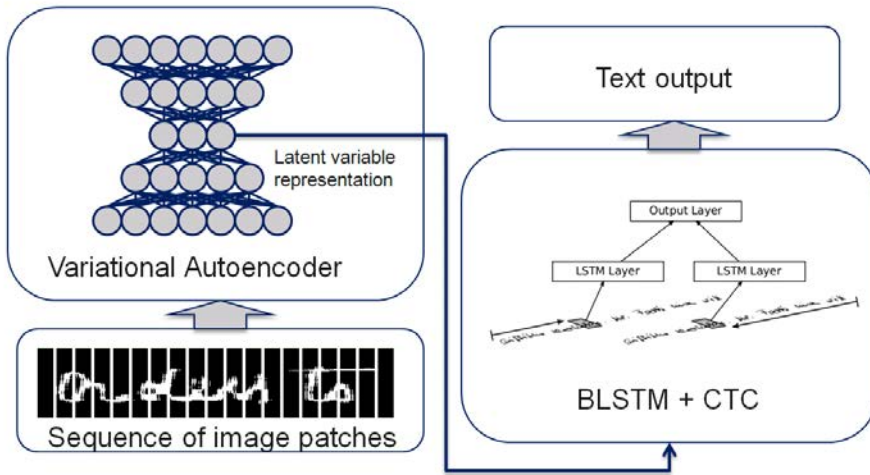 Latent variable
representation
Variational Autoencoder
Sequence of image patches
Text output
Output Layer
LSTM Layer
LSTM Layer
BLSTM + CTC